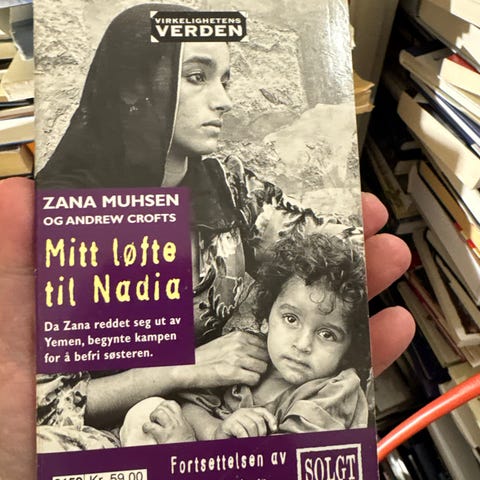 VIRKELIGHETENS
VERDEN
ZANA MUHSEN
OG ANDREW CROFTS
Mitt løfte
til Nadia
Da Zana reddet seg ut av
Yemen, begynte kampen
for å befri søsteren.
Kr. 59,00
Fortsettelsen av
SOLGT